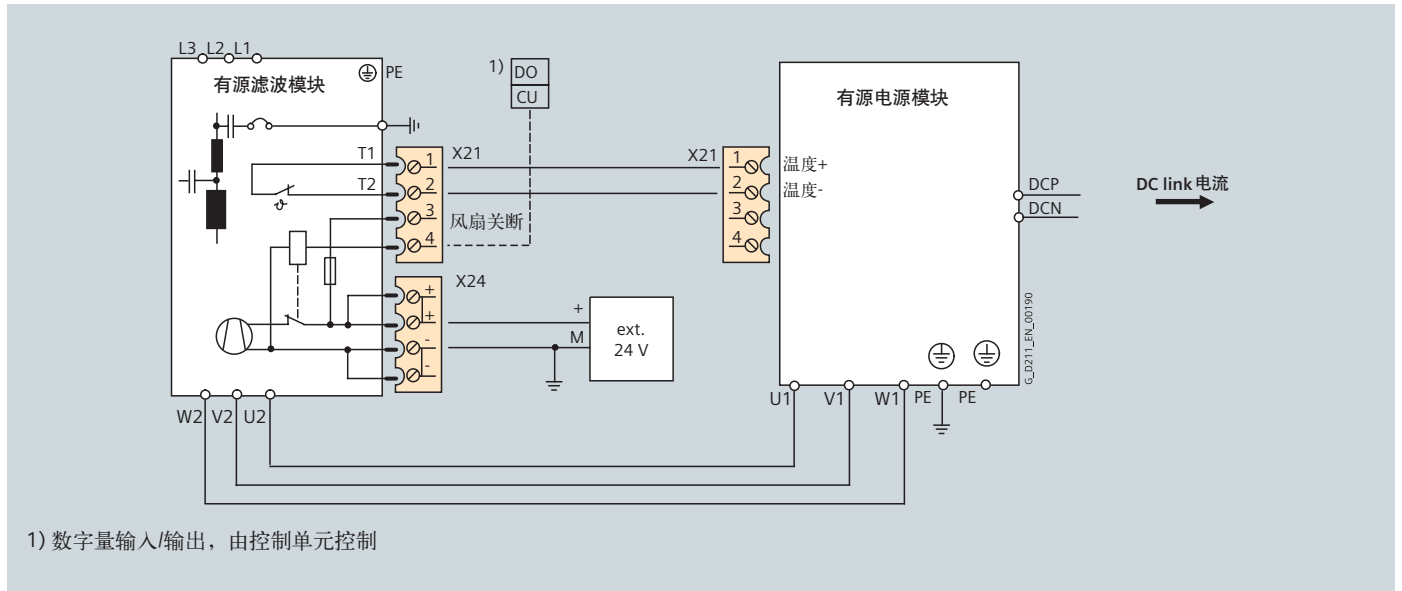 L3 L2 L1
有源滤波模块
PE
T1
T2
1
2
3
4
X21
风扇关断
1) DO
CU
X24
+
+
-
-
+
M
ext.
24 V
W2 V2 U2
有源电源模块
X21
1
2
3
4
温度+
温度-
DCP
DCN
DC link 电流
G_D211_EN_00190
U1 V1 W1 PE PE
ϑ
1) 数字量输入/输出，由控制单元控制